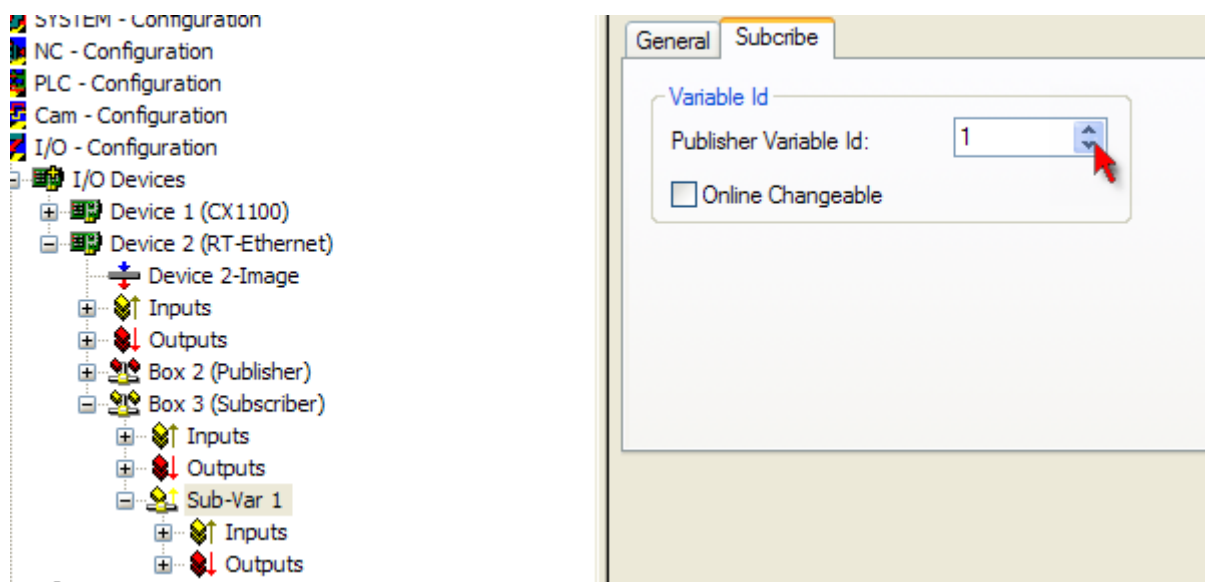 SYSTEM - Configuration
NC - Configuration
PLC - Configuration
Cam - Configuration
I/O - Configuration
I/O Devices
Device 1 (CX1100)
Device 2 (RT-Ethernet)
Device 2-Image
Inputs
Outputs
Box 2 (Publisher)
Box 3 (Subscriber)
Inputs
Outputs
Sub-Var 1
Inputs
Outputs
General Subcribe
Variable Id
Publisher Variable Id: 1
Online Changeable